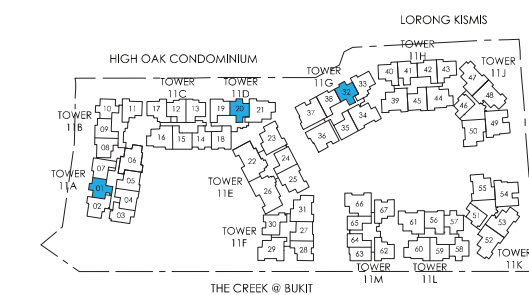 LORONG KISMIS
HIGH OAK CONDOMINIUM
TOWER 11H
TOWER 11G
TOWER 11J
TOWER 11C
TOWER 11D
TOWER 11B
TOWER 11A
TOWER 11E
TOWER 11F
TOWER 11M
TOWER 11L
TOWER 11K
10 11 17 12 13 19 20 21
09 16 15 14 18 23
08 06 22 24
07 05 26 25
01 04
02 03
31
30 27
29 28
37 38 32 33
36 35 34
40 41 42 43
39 45 44
47 48
46 50 49
66 67
65
64 62
63
61 56 57
60 59 58
55 54
51 53
52
THE CREEK @ BUKIT